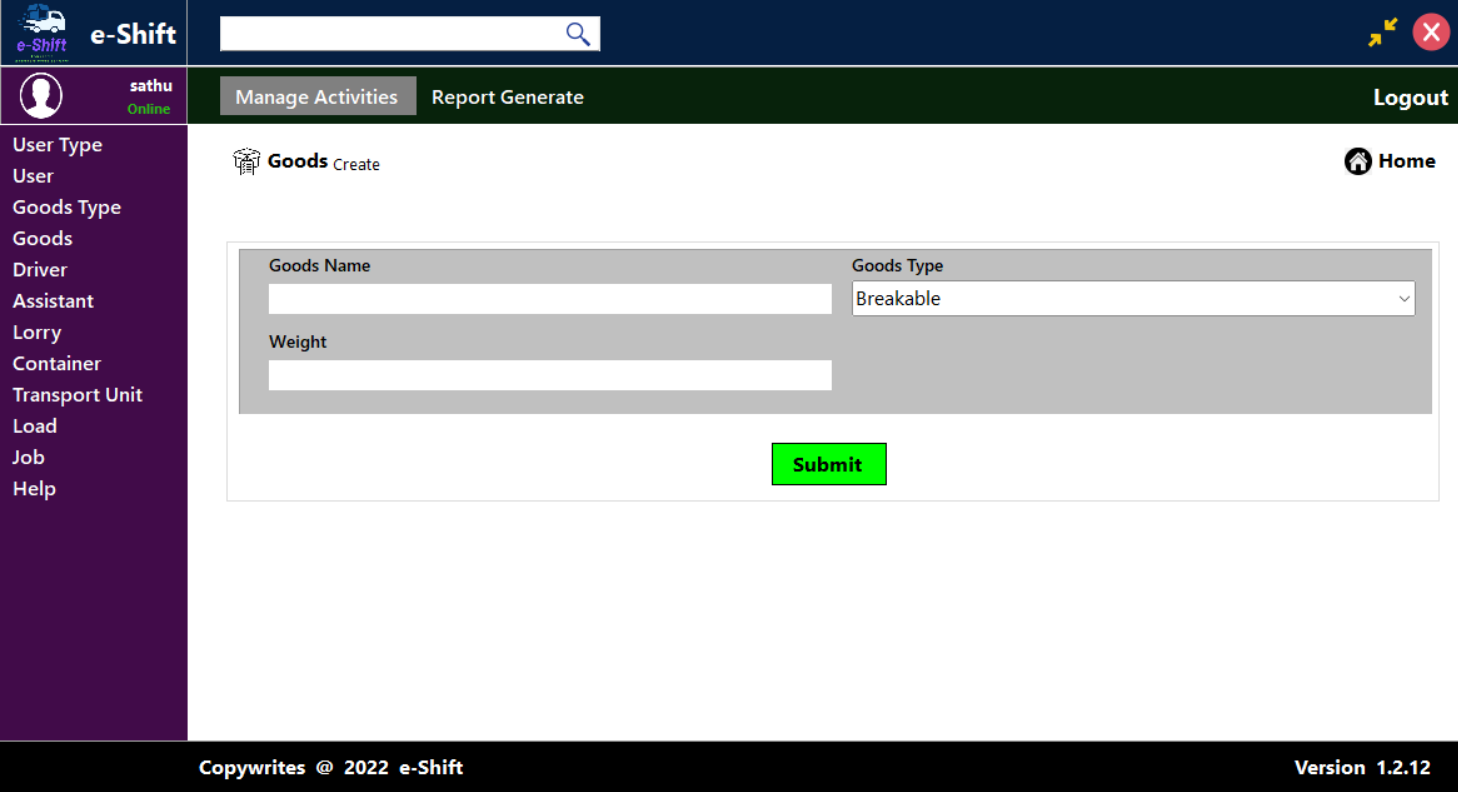 e-Shift
e-Shift
sathu
Online
Manage Activities
Report Generate
Logout
User Type
User
Goods Type
Goods
Driver
Assistant
Lorry
Container
Transport Unit
Load
Job
Help
Goods Create
Home
Goods Name
Goods Type
Breakable
Weight
Submit
Copywrites @ 2022 e-Shift
Version 1.2.12